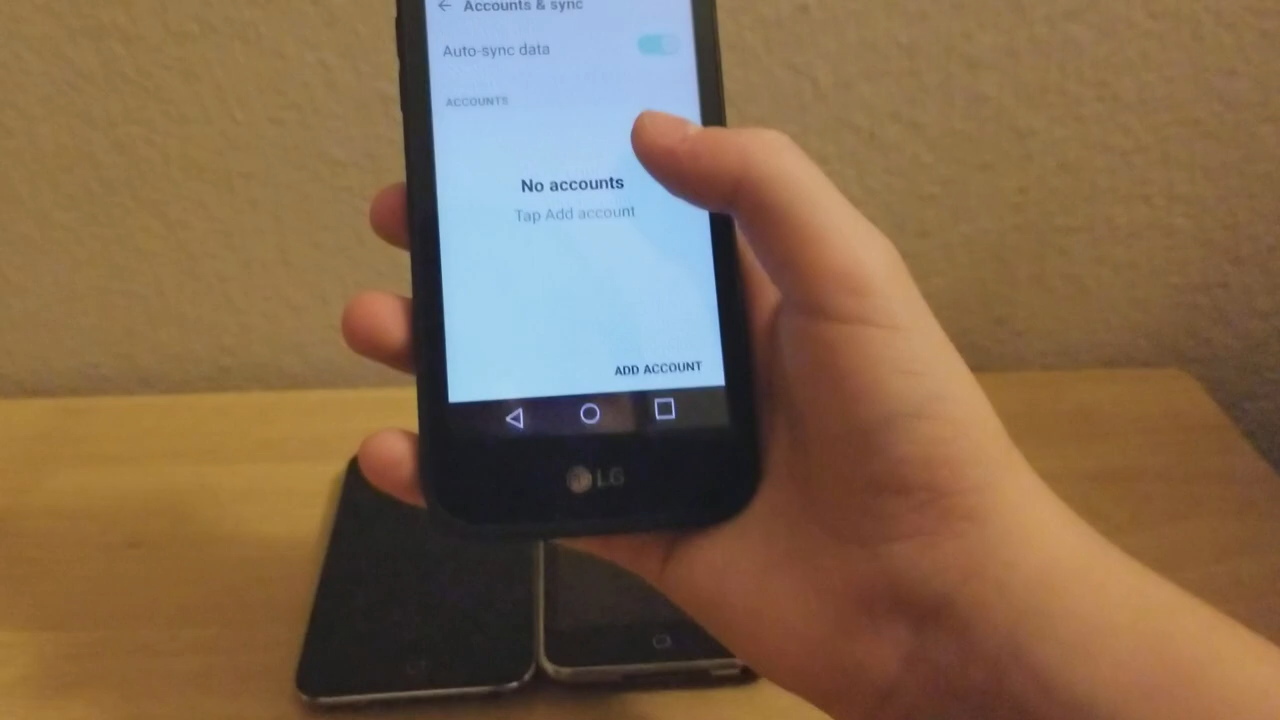 Accounts & sync
Auto-sync data
ACCOUNTS
No accounts
Tap Add account
ADD ACCOUNT
LG